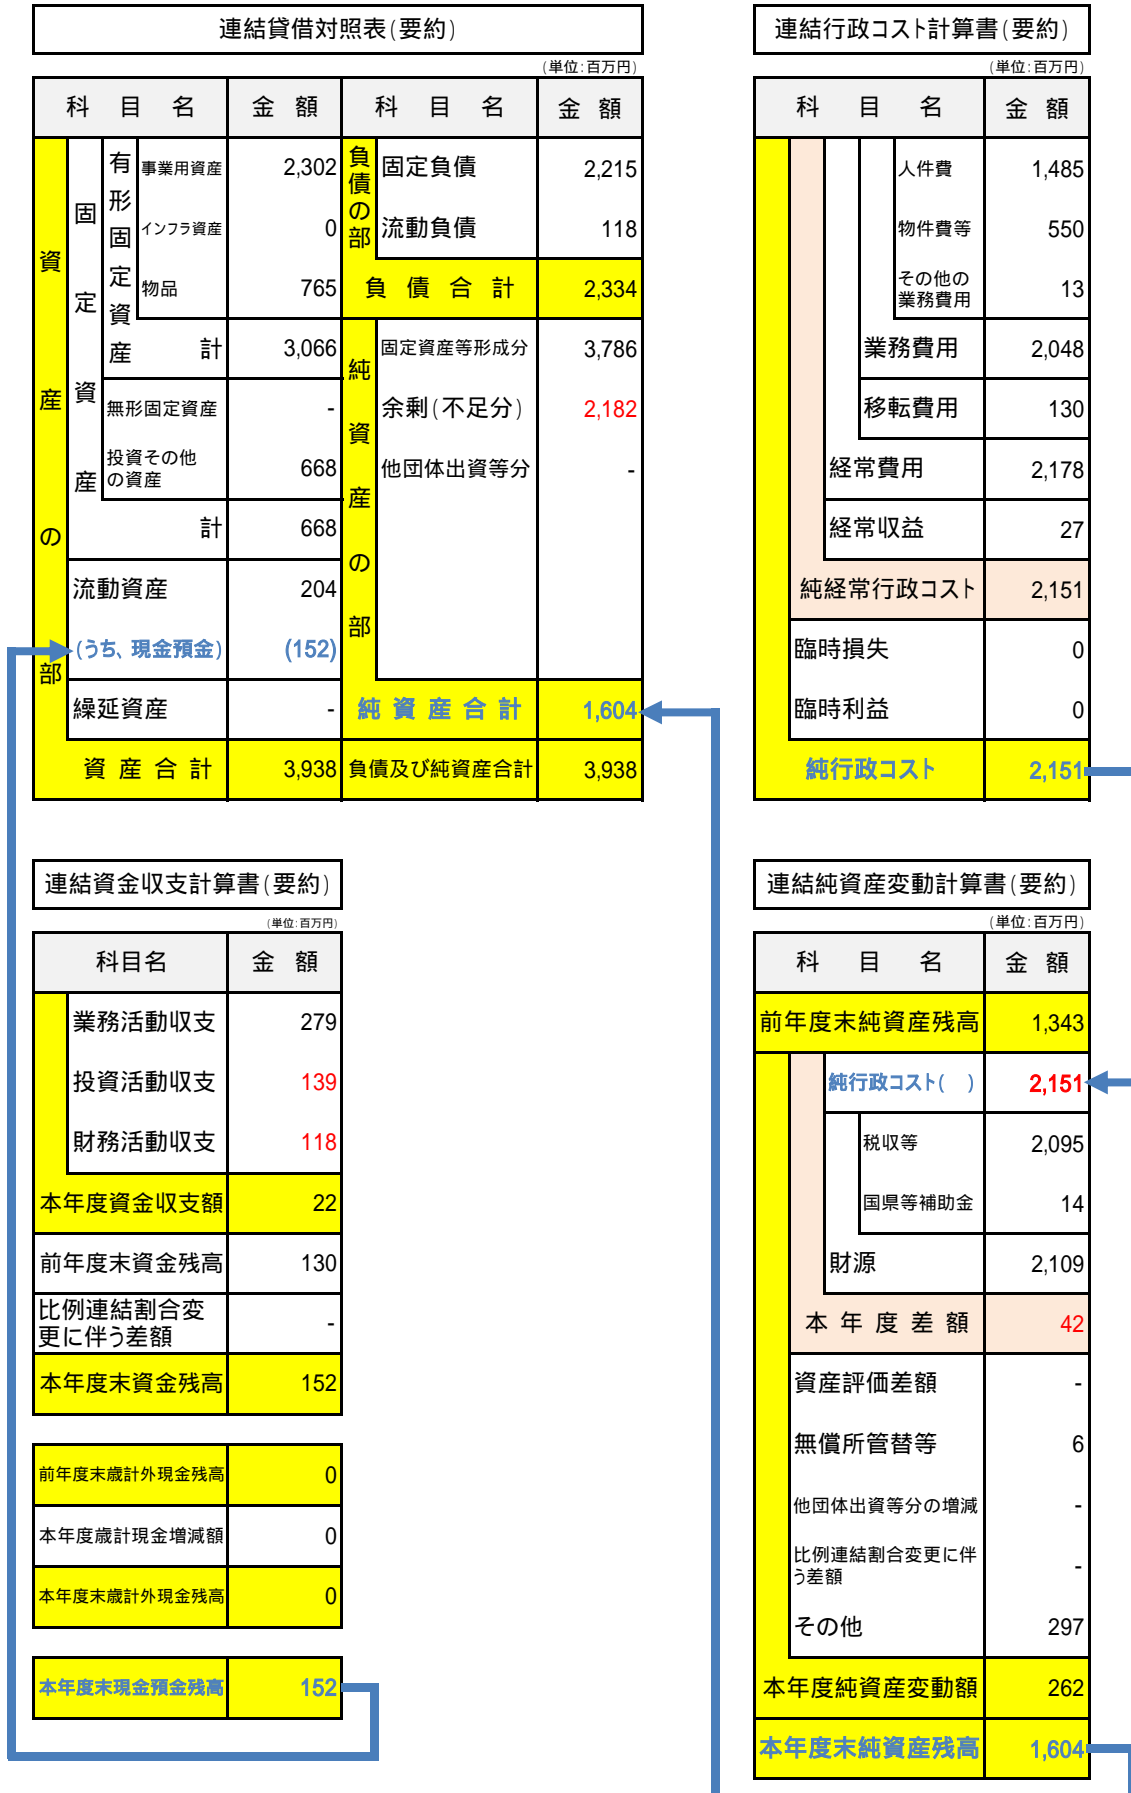 連結貸借対照表(要約)
(単位:百万円)
科 目 名 金 額 科 目 名 金 額
資産の部
固定資産
有形固定資産
事業用資産 2,302
インフラ資産 0
物品 765
計 3,066
無形固定資産 -
投資その他
の資産 668
計 668
流動資産 204
(うち、現金預金) (152)
繰延資産 -
資産合計 3,938
負債の部
固定負債 2,215
流動負債 118
負債合計 2,334
純資産の部
固定資産等形成分 3,786
余剰(不足分) 2,182
他団体出資等分 -
純資産合計 1,604
負債及び純資産合計 3,938
連結行政コスト計算書(要約)
(単位:百万円)
科 目 名 金 額
人件費 1,485
物件費等 550
その他の
業務費用 13
業務費用 2,048
移転費用 130
経常費用 2,178
経常収益 27
純経常行政コスト 2,151
臨時損失 0
臨時利益 0
純行政コスト 2,151
連結資金収支計算書(要約)
(単位:百万円)
科目名 金 額
業務活動収支 279
投資活動収支 139
財務活動収支 118
本年度資金収支額 22
前年度末資金残高 130
比例連結割合変
更に伴う差額 -
本年度末資金残高 152
前年度末歳計外現金残高 0
本年度歳計現金増減額 0
本年度末歳計外現金残高 0
本年度末現金預金残高 152
連結純資産変動計算書(要約)
(単位:百万円)
科 目 名 金 額
前年度末純資産残高 1,343
純行政コスト( ) 2,151
税収等 2,095
国県等補助金 14
財源 2,109
本年度差額 42
資産評価差額 -
無償所管替等 6
他団体出資等分の増減 -
比例連結割合変更に伴
う差額 -
その他 297
本年度純資産変動額 262
本年度末純資産残高 1,604